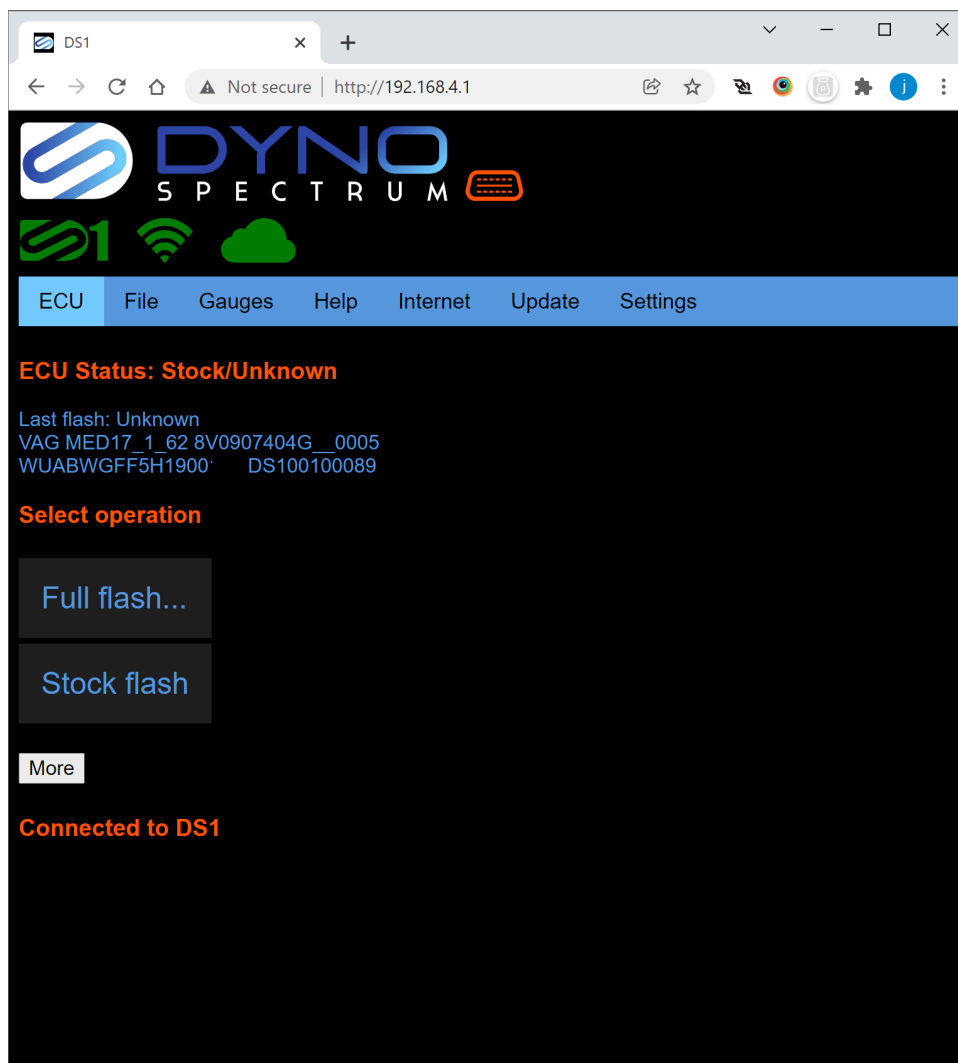 DS1
Not secure http://192.168.4.1
j
DYNO
SPECTRUM
DS1
ECU File Gauges Help Internet Update Settings
ECU Status: Stock/Unknown
Last flash: Unknown
VAG MED17_1_62 8V0907404G__0005
WUABWGFF5H1900 DS100100089
Select operation
Full flash...
Stock flash
More
Connected to DS1